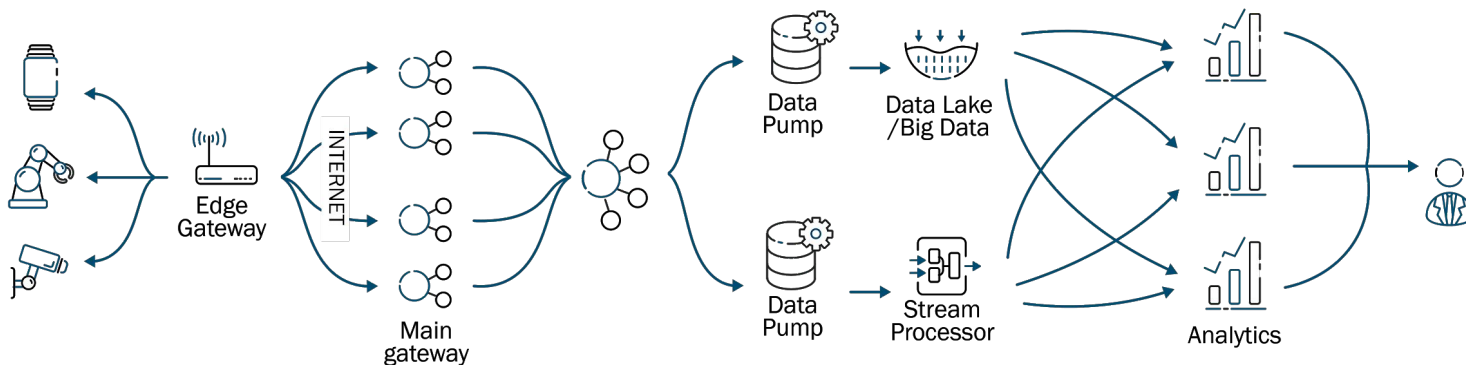 Edge
Gateway
INTERNET
Main
gateway
Data
Pump
Data Lake
/Big Data
Data
Pump
Stream
Processor
Analytics